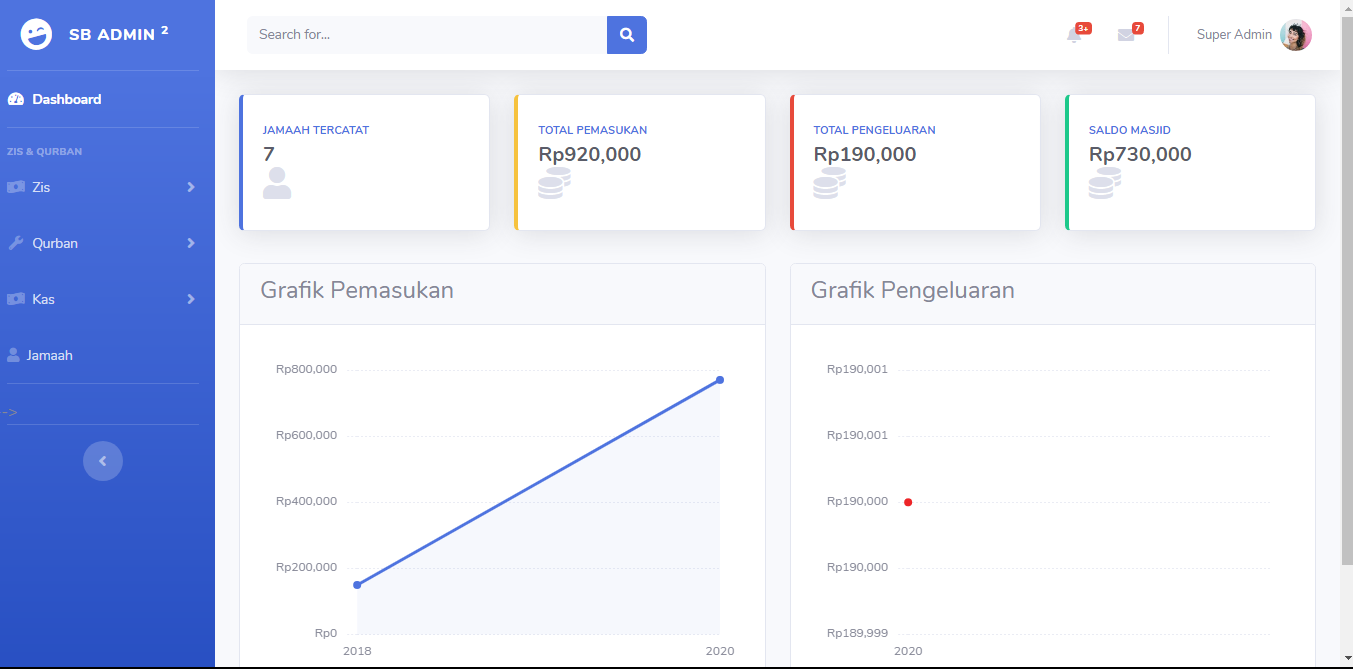 SB ADMIN 2
Search for...
3+
7
Super Admin
Dashboard
ZIS & QURBAN
Zis
Qurban
Kas
Jamaah
-->
JAMAAH TERCATAT
7
TOTAL PEMASUKAN
Rp920,000
TOTAL PENGELUARAN
Rp190,000
SALDO MASJID
Rp730,000
Grafik Pemasukan
Rp800,000
Rp600,000
Rp400,000
Rp200,000
Rp0
2018 2020
Grafik Pengeluaran
Rp190,001
Rp190,001
Rp190,000
Rp190,000
Rp189,999
2020